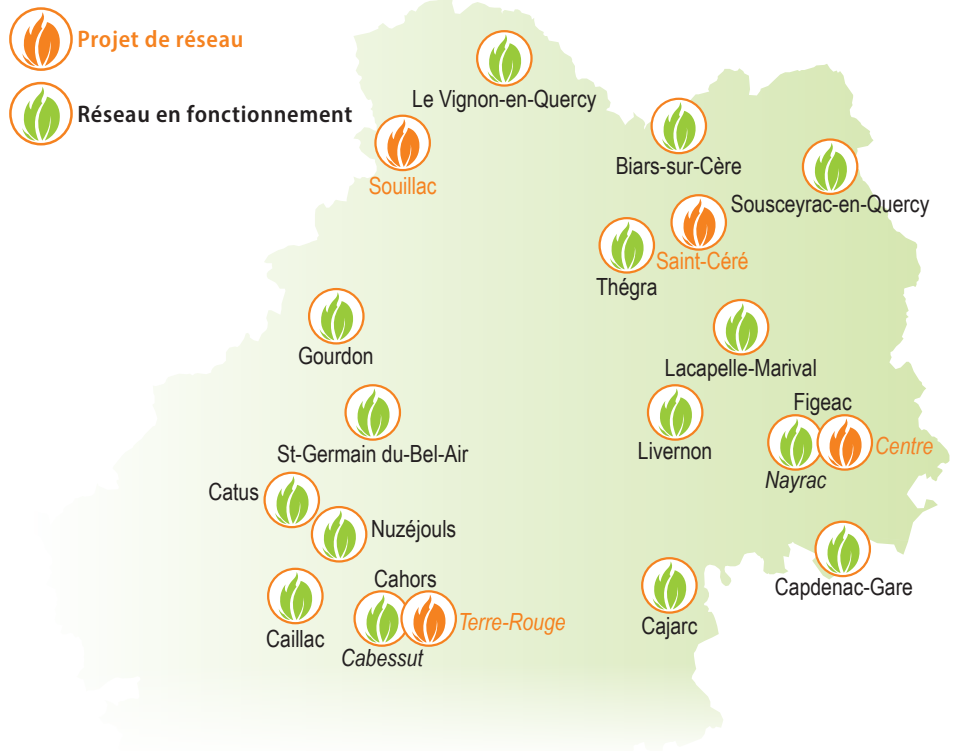 Projet de réseau
Réseau en fonctionnement
Le Vignon-en-Quercy
Souillac
Biars-sur-Cère
Sousceyrac-en-Quercy
Saint-Céré
Thégra
Gourdon
Lacapelle-Marival
St-Germain du-Bel-Air
Livernon
Figeac
Centre
Nayrac
Catus
Nuzéjouls
Capdenac-Gare
Cahors
Terre-Rouge
Caillac
Cabessut
Cajarc